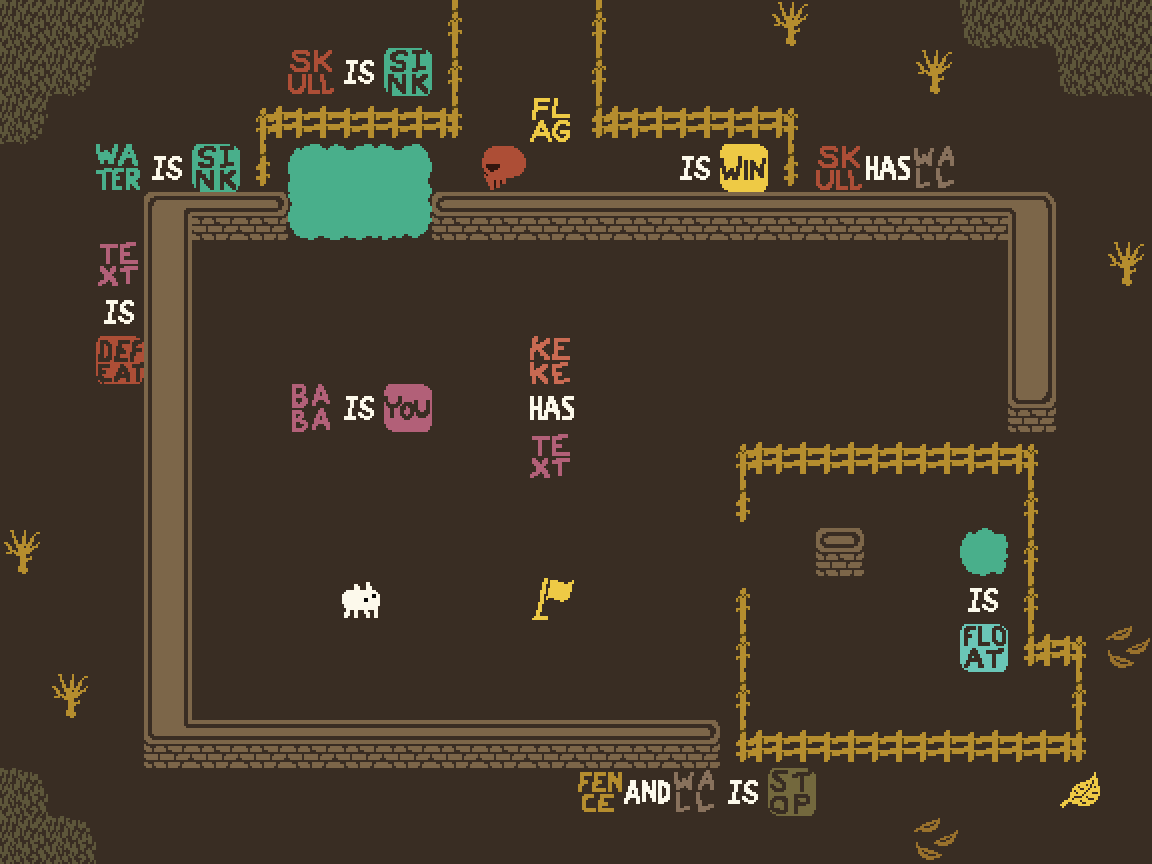 SKULL IS SINK
FLAG
WATER IS SINK
IS WIN
SKULL HAS WALL
TEXT
IS
DEFEAT
KEKE
HAS
TEXT
BABA IS YOU
IS
FLOAT
FENCE AND WALL IS STOP